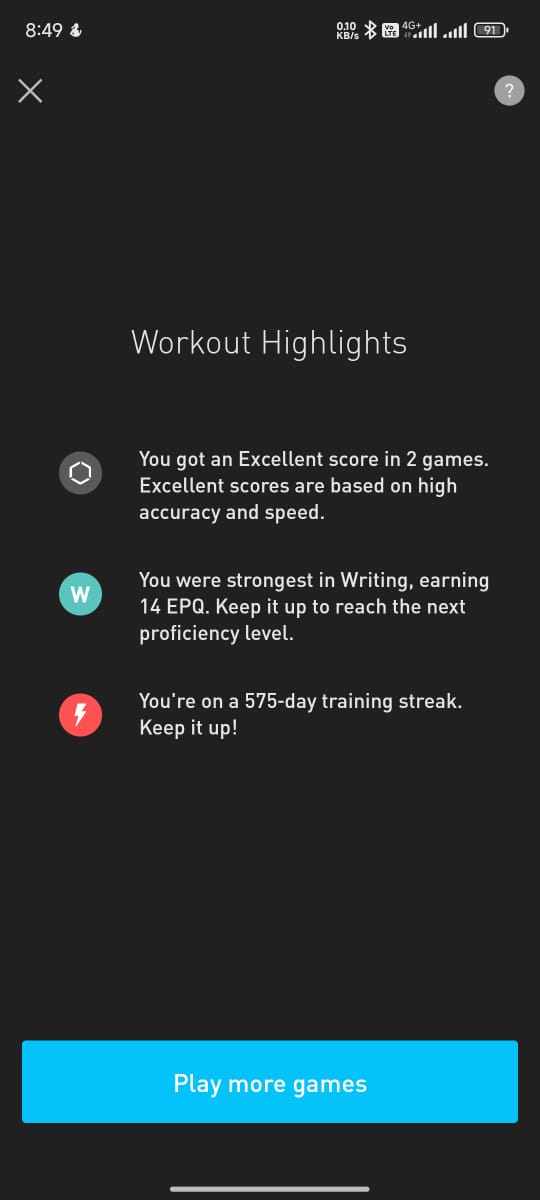 8:49
0.10
KB/s
Vo
LTE
4G+
91
?
Workout Highlights
You got an Excellent score in 2 games.
Excellent scores are based on high
accuracy and speed.
W
You were strongest in Writing, earning
14 EPQ. Keep it up to reach the next
proficiency level.
You're on a 575-day training streak.
Keep it up!
Play more games